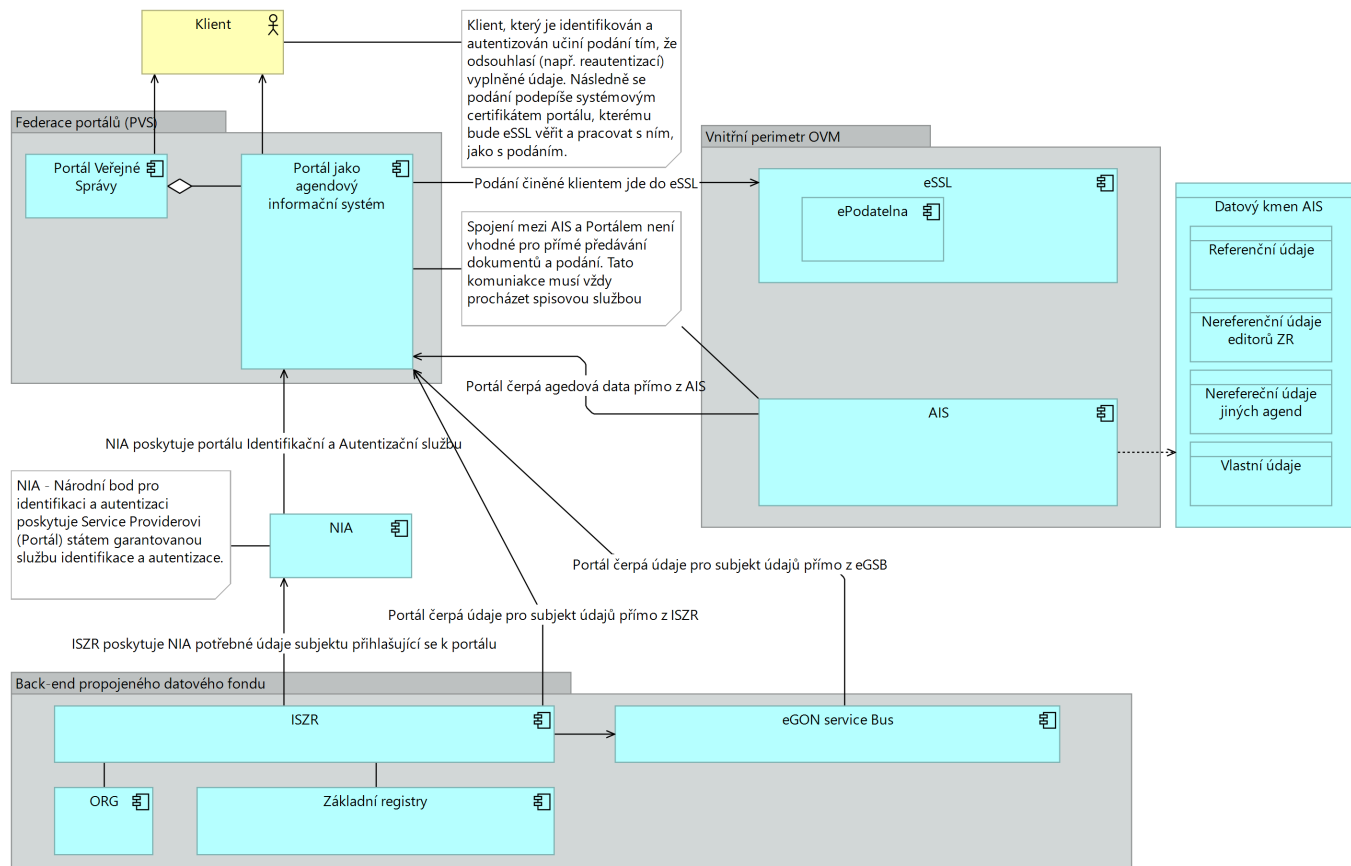 Klient
Klient, který je identifikován a
autentizován učiní podání tím, že
odsouhlasí (např. reautentizací)
vyplněné údaje. Následně se
podání podepíše systémovým
certifikátem portálu, kterému
bude eSSL věřit a pracovat s ním,
jako s podáním.
Federace portálů (PVS)
Portál Veřejné
Správy
Portál jako
agendový
informační systém
Podání činěné klientem jde do eSSL
Vnitřní perimetr OVM
eSSL
ePodatelna
Datový kmen AIS
Referenční údaje
Nereferenční údaje
editorů ZR
Nerefereční údaje
jiných agend
Vlastní údaje
Spojení mezi AIS a Portálem není
vhodné pro přímé předávání
dokumentů a podání. Tato
komuniakce musí vždy
procházet spisovou službou
Portál čerpá agedová data přímo z AIS
AIS
NIA poskytuje portálu Identifikační a Autentizační službu
NIA - Národní bod pro
identifikaci a autentizaci
poskytuje Service Providerovi
(Portál) státem garantovanou
službu identifikace a autentizace.
NIA
Portál čerpá údaje pro subjekt údajů přímo z eGSB
Portál čerpá údaje pro subjekt údajů přímo z ISZR
ISZR poskytuje NIA potřebné údaje subjektu přihlašující se k portálu
Back-end propojeného datového fondu
ISZR
eGON service Bus
ORG
Základní registry